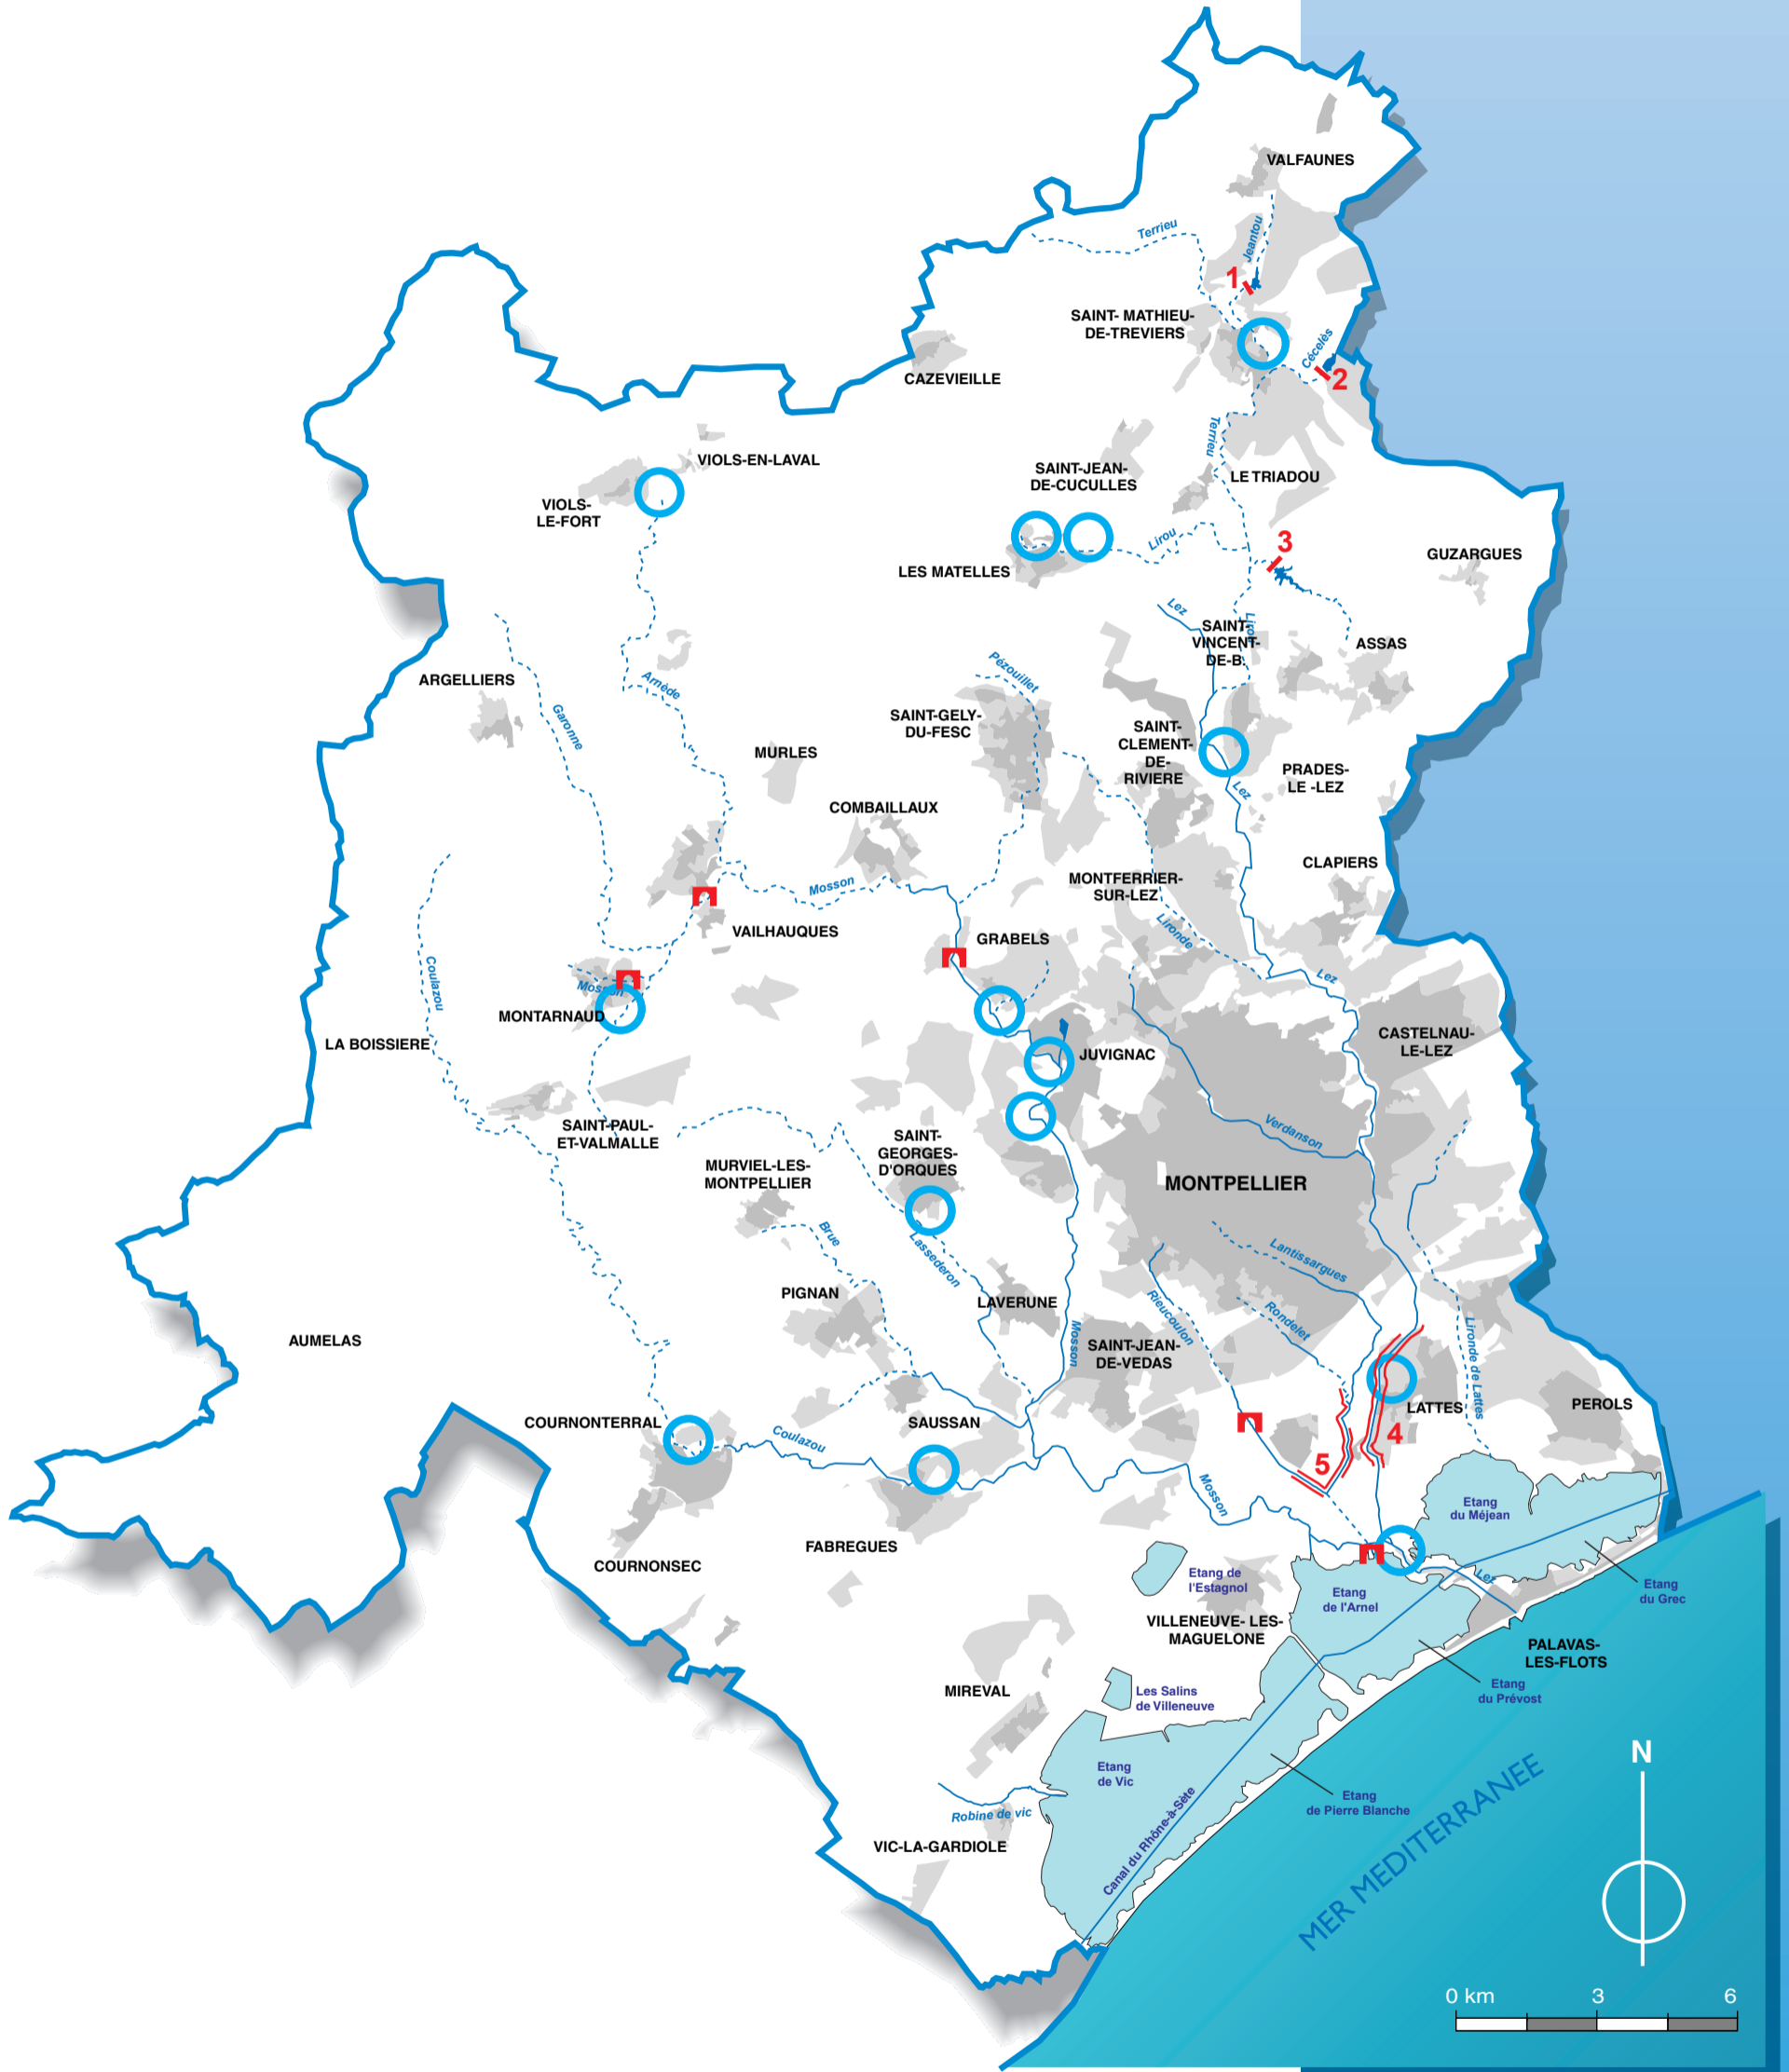 VALFAUNES
Terrieu
Jeantou
1
SAINT- MATHIEU-
DE-TREVIERS
Cécelès
2
CAZEVIEILLE
Terrieu
VIOLS-EN-LAVAL
SAINT-JEAN-
DE-CUCULLES
LE TRIADOU
VIOLS-
LE-FORT
Lirou
3
GUZARGUES
LES MATELLES
Lez
Lirou
SAINT-
VINCENT-
DE-B.
ASSAS
ARGELLIERS
Arnède
Pézouillet
Garonne
SAINT-GELY-
DU-FESC
SAINT-
CLEMENT-
DE-
RIVIERE
MURLES
PRADES-
LE -LEZ
Lez
COMBAILLAUX
CLAPIERS
MONTFERRIER-
SUR-LEZ
Mosson
VAILHAUQUES
Lironde
GRABELS
Coulazou
Mosson
Lez
MONTARNAUD
LA BOISSIERE
JUVIGNAC
CASTELNAU-
LE-LEZ
SAINT-PAUL-
ET-VALMALLE
SAINT-
GEORGES-
D'ORQUES
Verdanson
MURVIEL-LES-
MONTPELLIER
MONTPELLIER
Brue
Lassederon
Lantissargues
PIGNAN
LAVERUNE
Rieucoulon
Rondelet
AUMELAS
Mosson
SAINT-JEAN-
DE-VEDAS
Lironde de Lattes
LATTES
PEROLS
COURNONTERRAL
Coulazou
SAUSSAN
4
5
Mosson
Etang
du Méjean
FABREGUES
COURNONSEC
Etang de
l'Estagnol
Lez
Etang
de l'Arnel
Etang
du Grec
VILLENEUVE- LES-
MAGUELONE
PALAVAS-
LES-FLOTS
MIREVAL
Les Salins
de Villeneuve
Etang
du Prévost
Etang
de Vic
N
Etang
de Pierre Blanche
Robine de vic
Canal du Rhône-à-Sète
VIC-LA-GARDIOLE
MER MEDITERRANEE
0 km 3 6